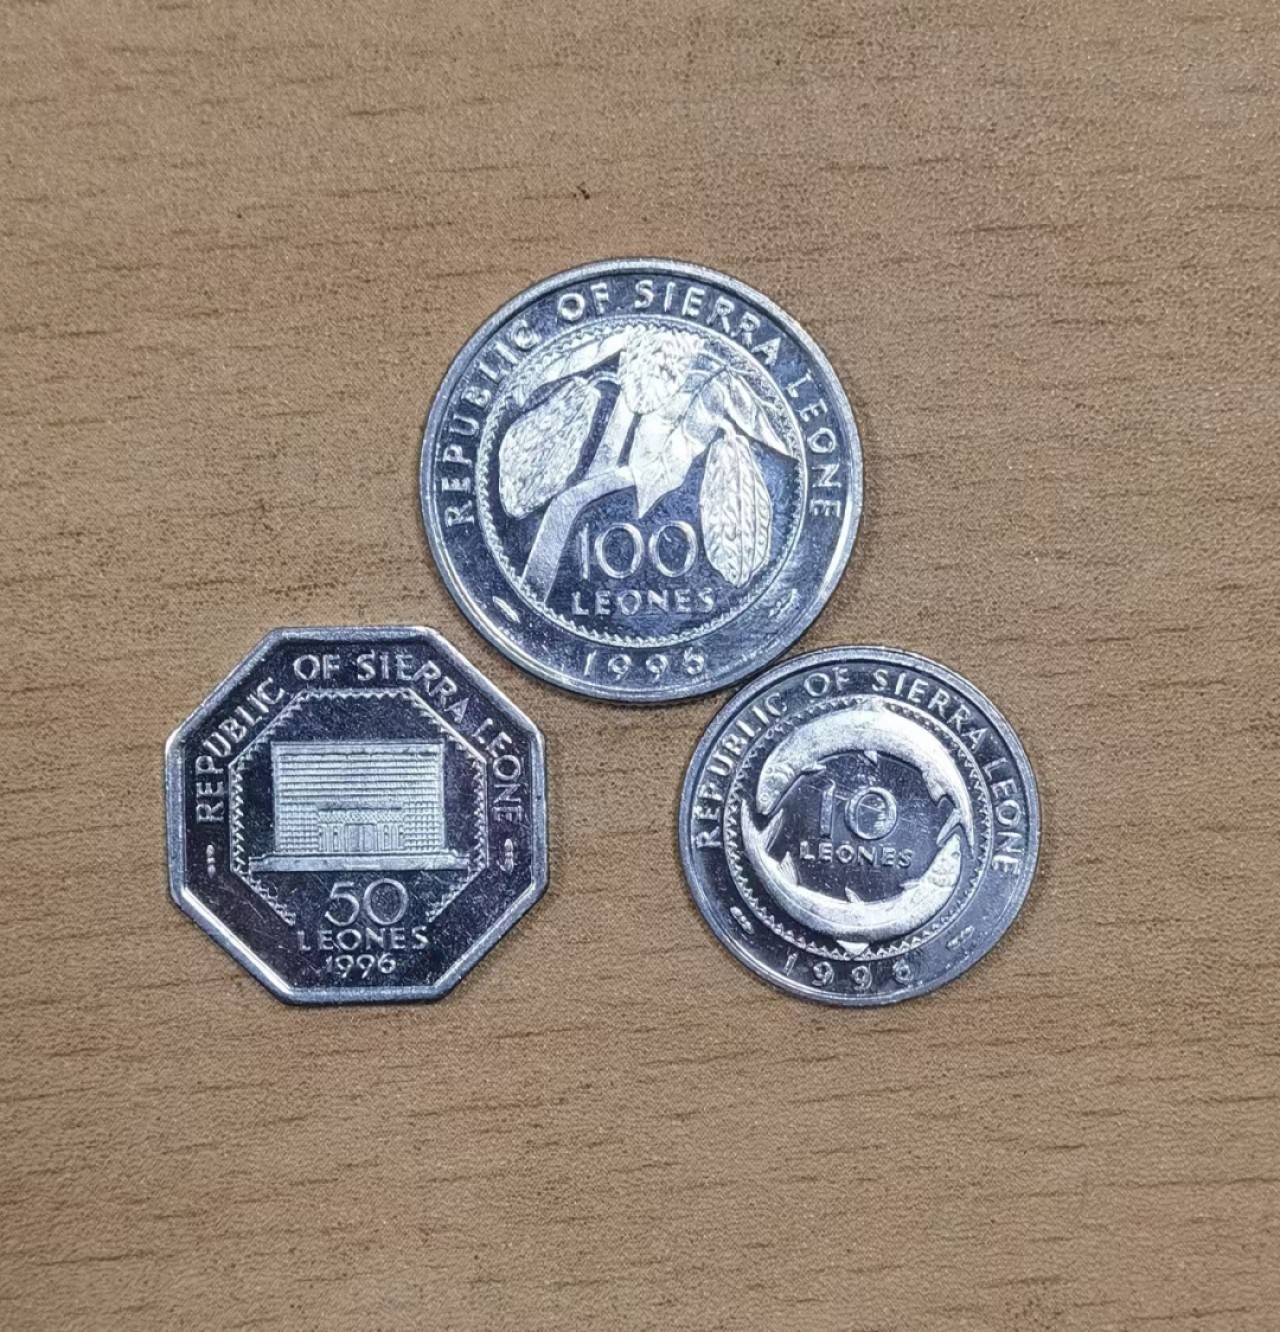 REPUBLIC OF SIERRA LEONE
100
LEONES
1996
REPUBLIC OF SIERRA LEONE
50
LEONES
1996
REPUBLIC OF SIERRA LEONE
10
LEONES
1996